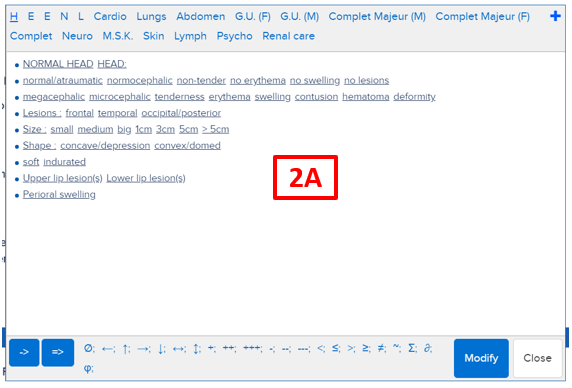 H E E N L Cardio Lungs Abdomen G.U. (F) G.U. (M) Complet Majeur (M) Complet Majeur (F) +
Complet Neuro M.S.K. Skin Lymph Psycho Renal care
• NORMAL HEAD HEAD:
• normal/atraumatic normocephalic non-tender no erythema no swelling no lesions
• megacephalic microcephalic tenderness erythema swelling contusion hematoma deformity
• Lesions : frontal temporal occipital/posterior
• Size : small medium big 1cm 3cm 5cm > 5cm
• Shape : concave/depression convex/domed
• soft indurated
• Upper lip lesion(s) Lower lip lesion(s)
• Perioral swelling
2A
-> => Ø; ←; ↑; →; ↓; ↔; ↕; +; ++; +++; -; --; ---; <; ≤; >; ≥; ≠; ~; Σ; ∂; Modify Close
φ;